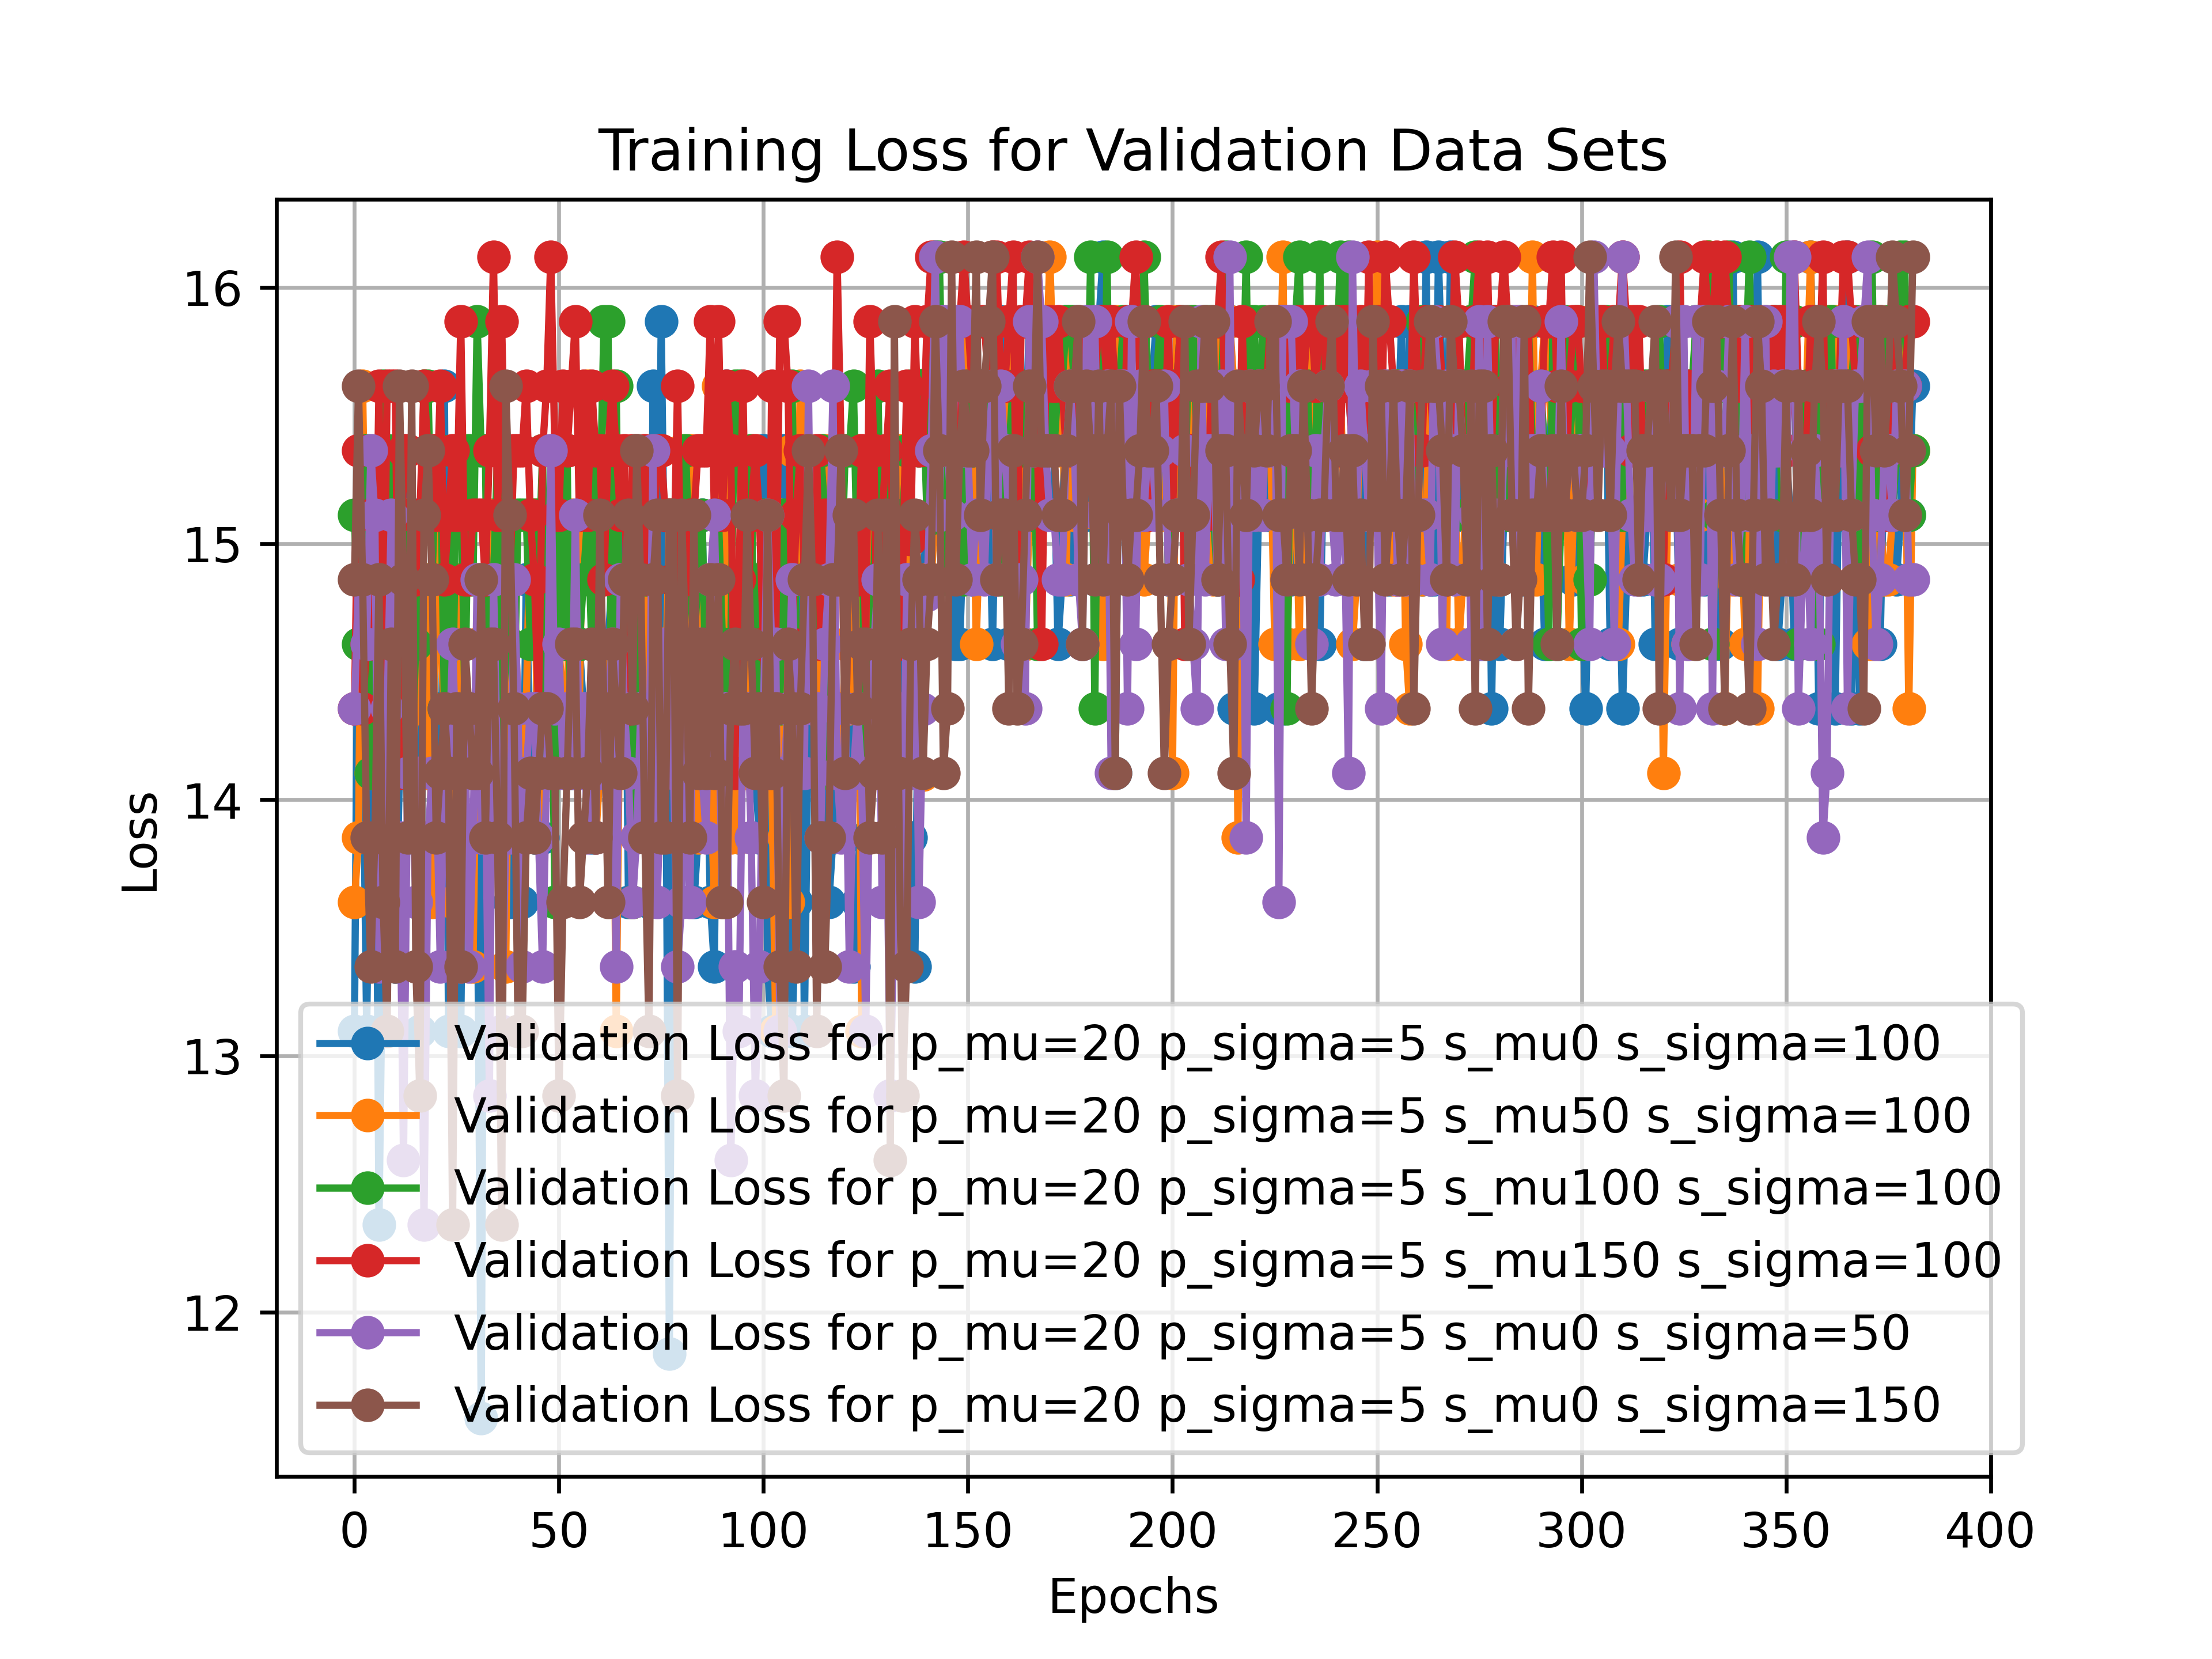 Training Loss for Validation Data Sets
Loss
16
15
14
13
12
Validation Loss for p_mu=20 p_sigma=5 s_mu0 s_sigma=100
Validation Loss for p_mu=20 p_sigma=5 s_mu50 s_sigma=100
Validation Loss for p_mu=20 p_sigma=5 s_mu100 s_sigma=100
Validation Loss for p_mu=20 p_sigma=5 s_mu150 s_sigma=100
Validation Loss for p_mu=20 p_sigma=5 s_mu0 s_sigma=50
Validation Loss for p_mu=20 p_sigma=5 s_mu0 s_sigma=150
0 50 100 150 200 250 300 350 400
Epochs